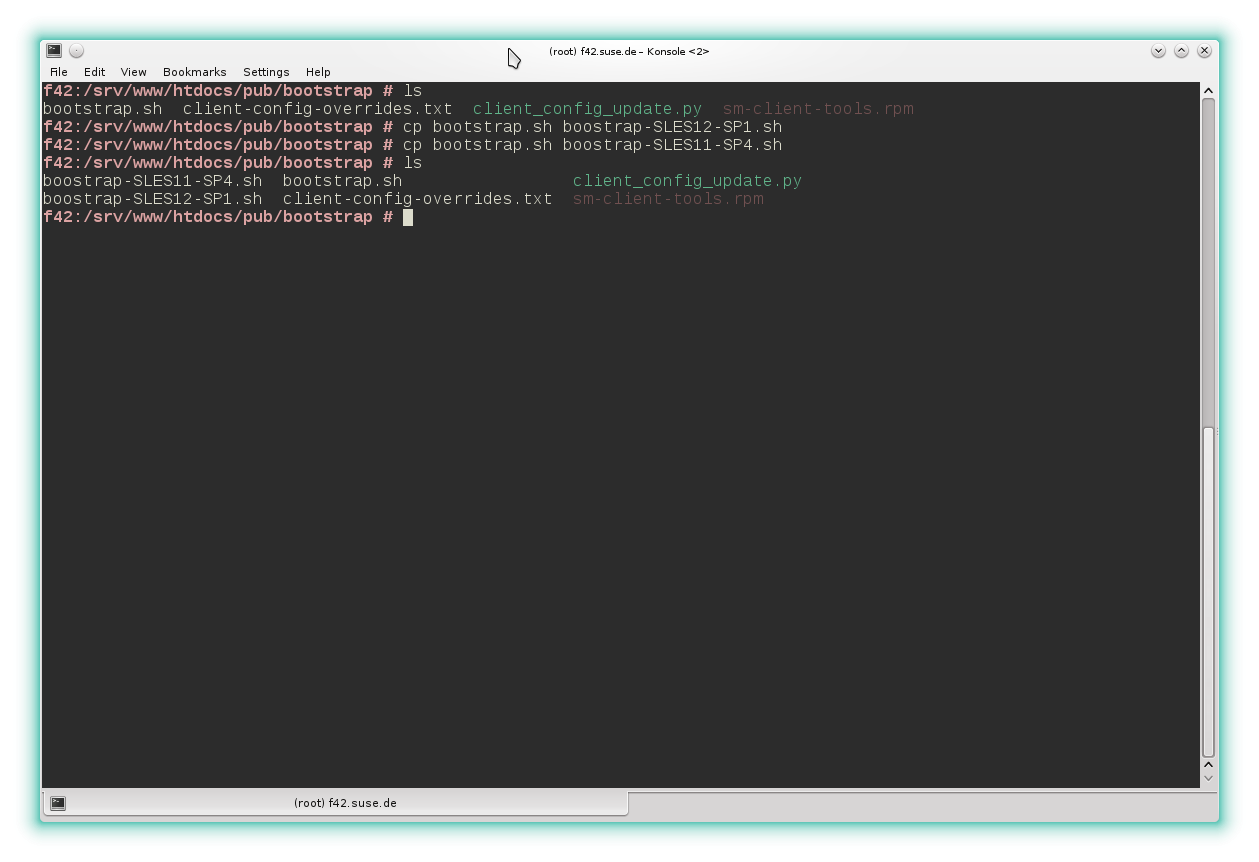 (root) f42.suse.de – Konsole <2>
File Edit View Bookmarks Settings Help
f42:/srv/www/htdocs/pub/bootstrap # ls
bootstrap.sh  client-config-overrides.txt  client_config_update.py  sm-client-tools.rpm
f42:/srv/www/htdocs/pub/bootstrap # cp bootstrap.sh boostrap-SLES12-SP1.sh
f42:/srv/www/htdocs/pub/bootstrap # cp bootstrap.sh boostrap-SLES11-SP4.sh
f42:/srv/www/htdocs/pub/bootstrap # ls
boostrap-SLES11-SP4.sh  bootstrap.sh                 client_config_update.py
boostrap-SLES12-SP1.sh  client-config-overrides.txt  sm-client-tools.rpm
f42:/srv/www/htdocs/pub/bootstrap #
(root) f42.suse.de